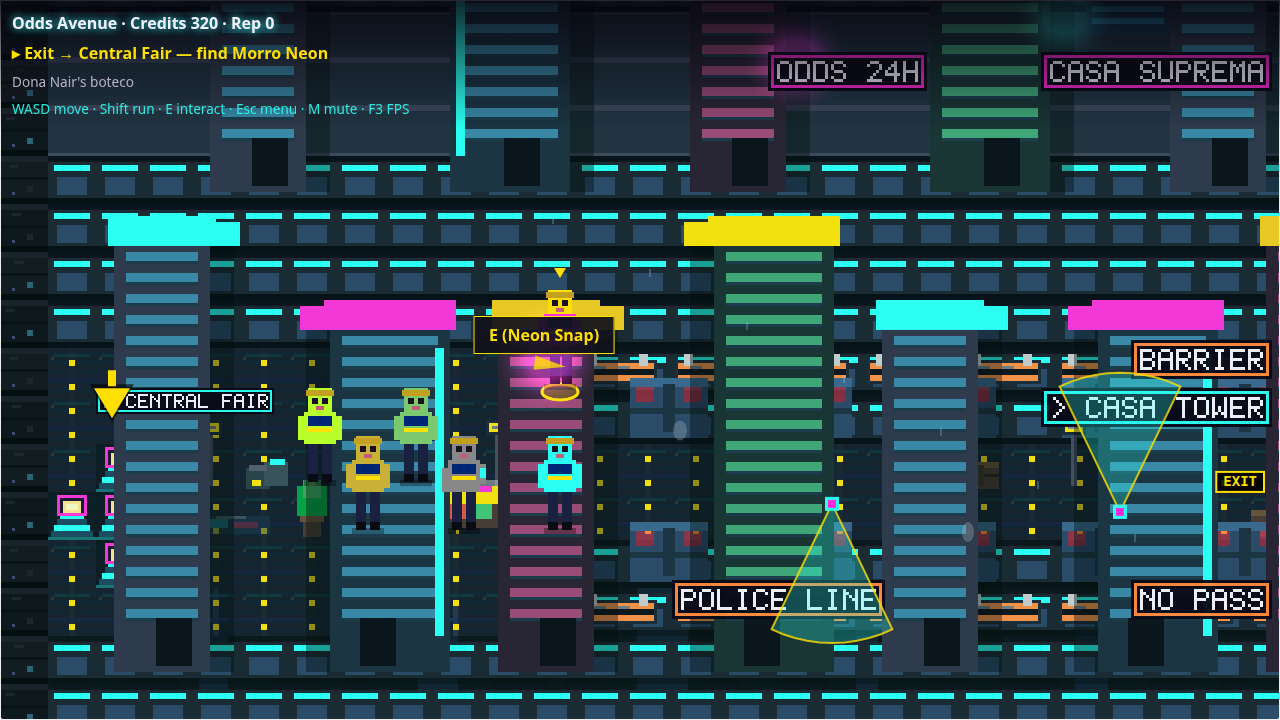 Odds Avenue · Credits 320 · Rep 0
▸ Exit → Central Fair — find Morro Neon
Dona Nair's boteco
WASD move · Shift run · E interact · Esc menu · M mute · F3 FPS
ODDS 24H
CASA SUPREMA
E (Neon Snap)
BARRIER
CENTRAL FAIR
> CASA TOWER
EXIT
POLICE LINE
NO PASS